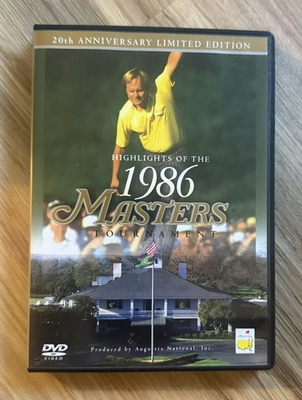 20th ANNIVERSARY LIMITED EDITION
HIGHLIGHTS OF THE
1986
MASTERS
TOURNAMENT
DVD
VIDEO
Produced by Augusta National, Inc.